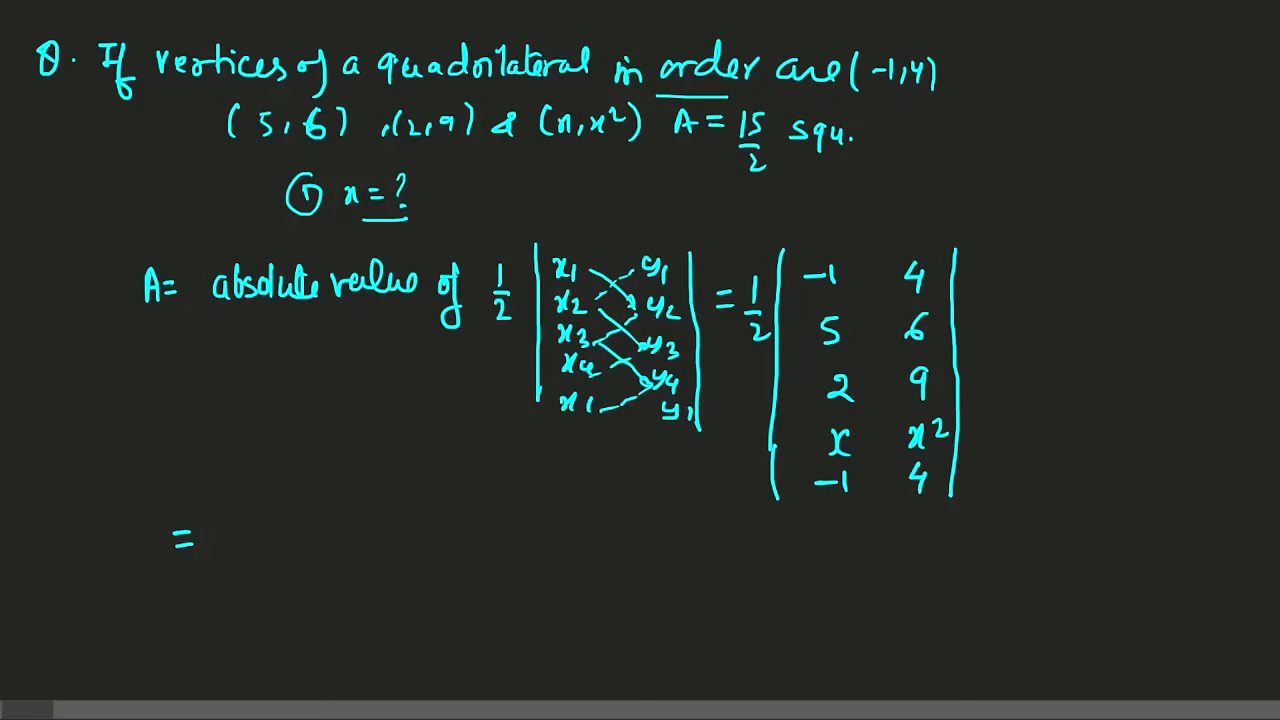 Q. If vertices of a quadrilateral in order are (-1,4)
(5,6) ,(2,9) & (x,x²) A = 15/2 squ.
① x = ?
A = absolute value of 1/2 | x1 y1 = 1/2 | -1 4 |
x2 y2 5 6
x3 y3 2 9
x4 y4 x x²
x1 y1 | -1 4 |
=